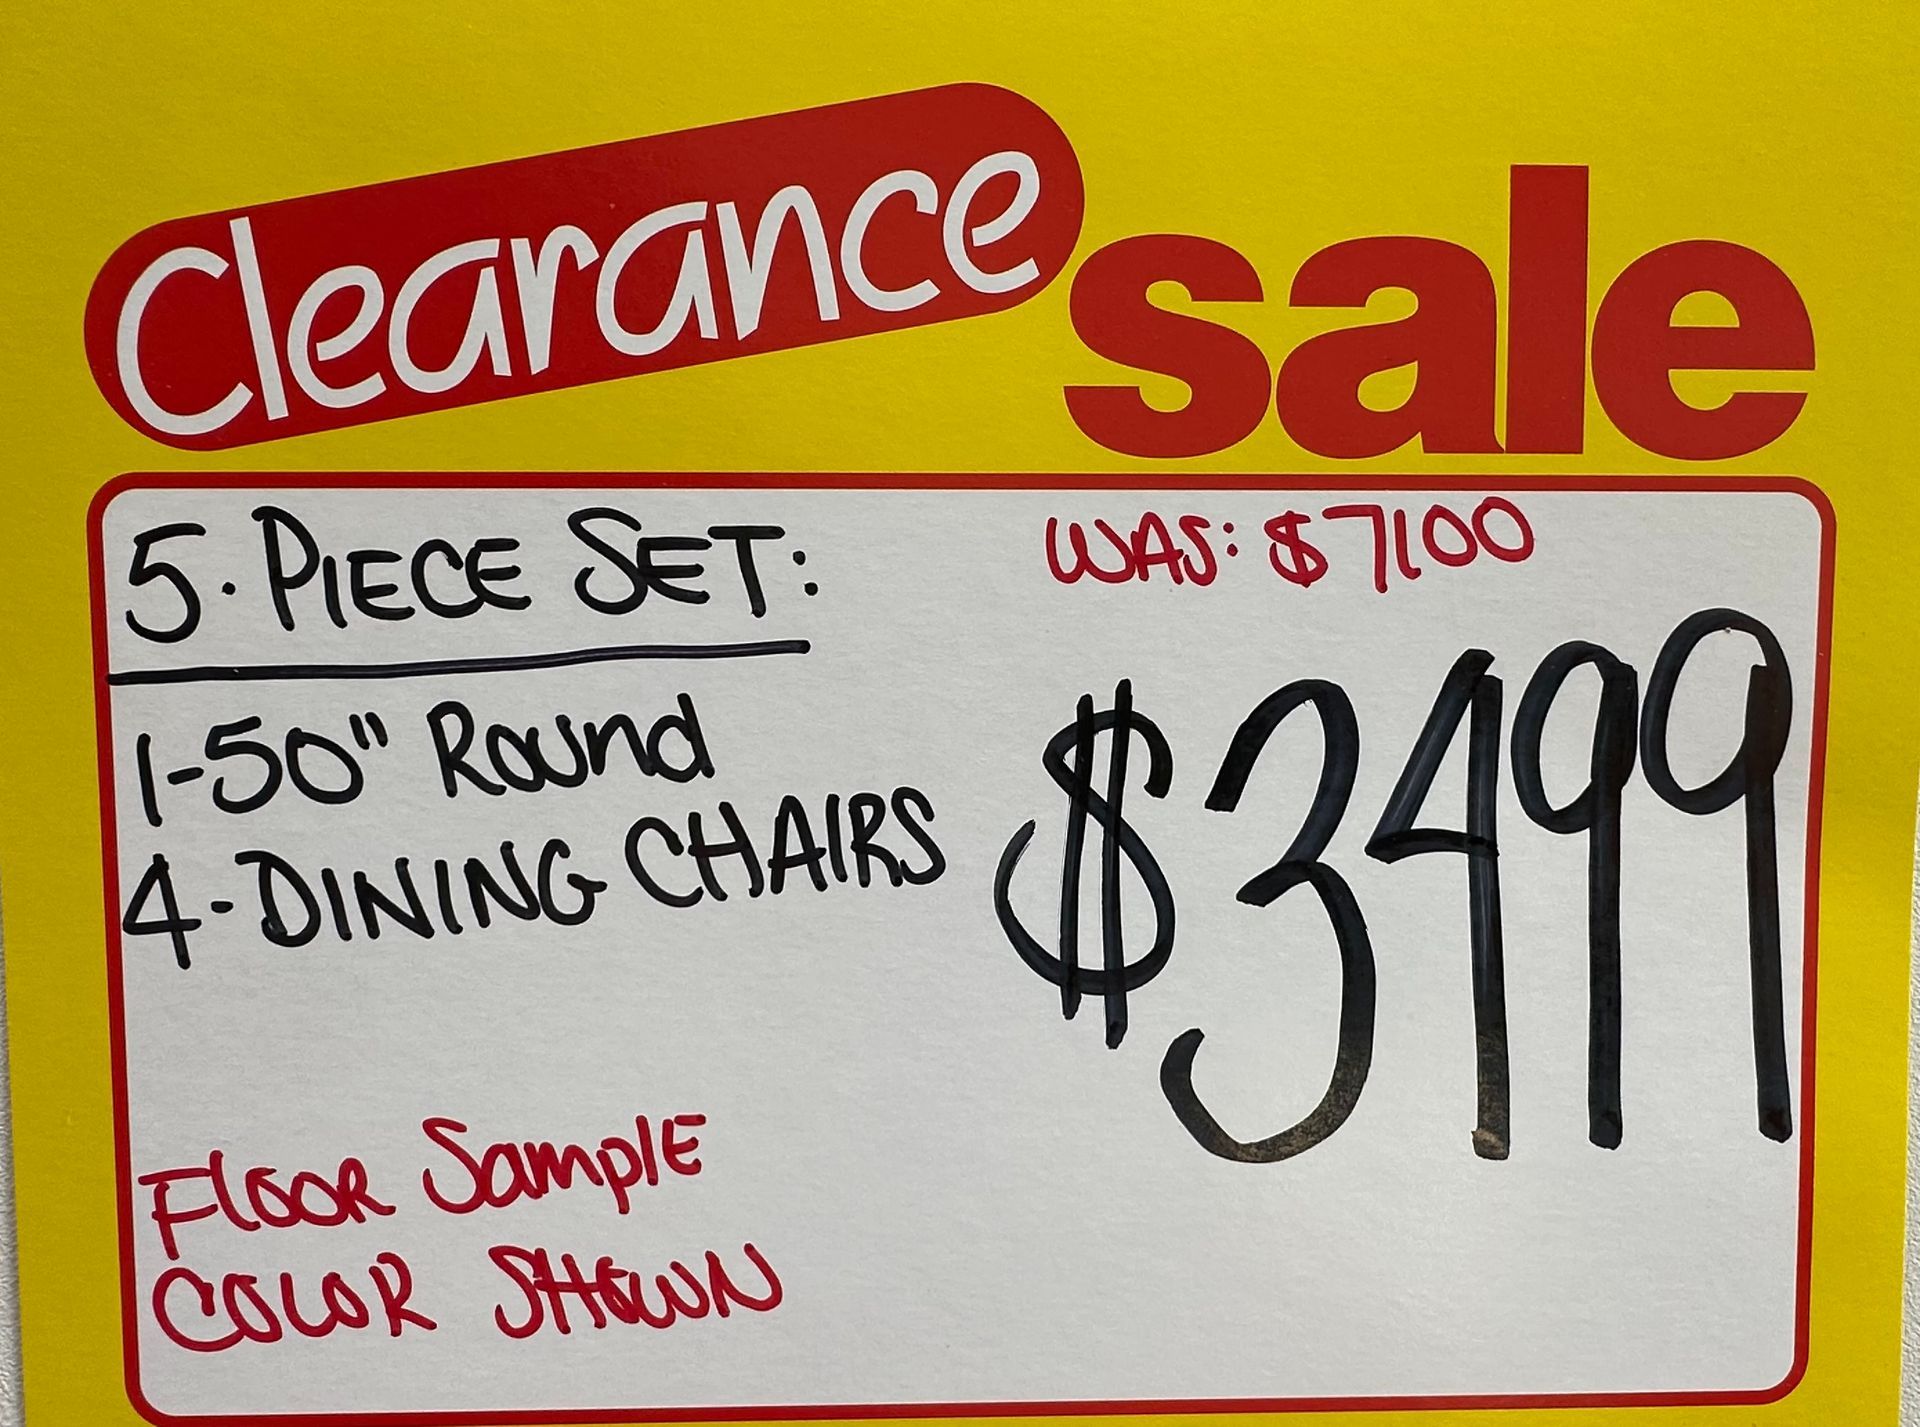 Clearance sale
5-PIECE SET:
WAS: $7100
1-50" Round
4-DINING CHAIRS
$3499
FLOOR SAMPLE
COLOR SHOWN